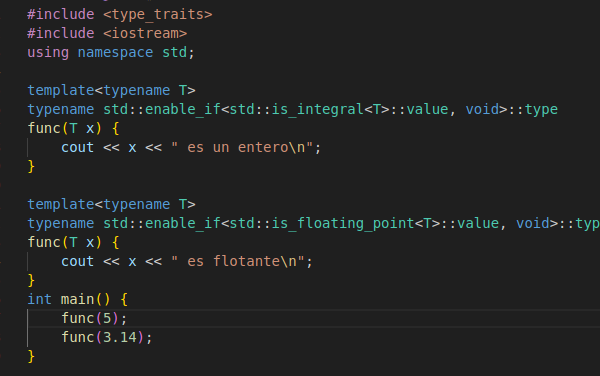 #include <type_traits>
#include <iostream>
using namespace std;
template<typename T>
typename std::enable_if<std::is_integral<T>::value, void>::type
func(T x) {
    cout << x << " es un entero\n";
}
template<typename T>
typename std::enable_if<std::is_floating_point<T>::value, void>::typ
func(T x) {
    cout << x << " es flotante\n";
}
int main() {
    func(5);
    func(3.14);
}